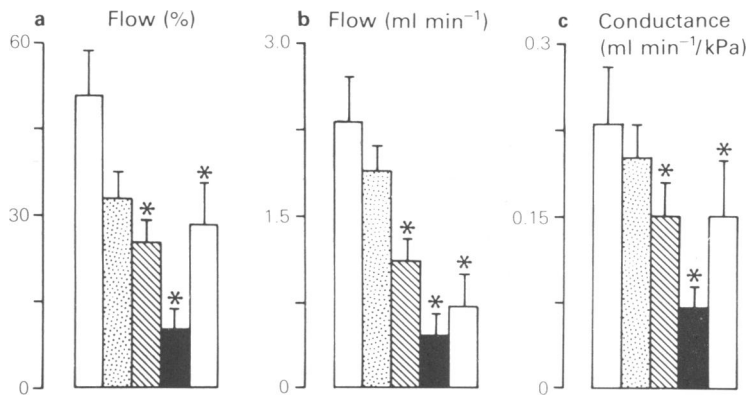 a Flow (%)
60
30
0
* * *
b Flow (ml min⁻¹)
3.0
1.5
0
* * *
c Conductance
(ml min⁻¹/kPa)
0.3
0.15
0
* * *